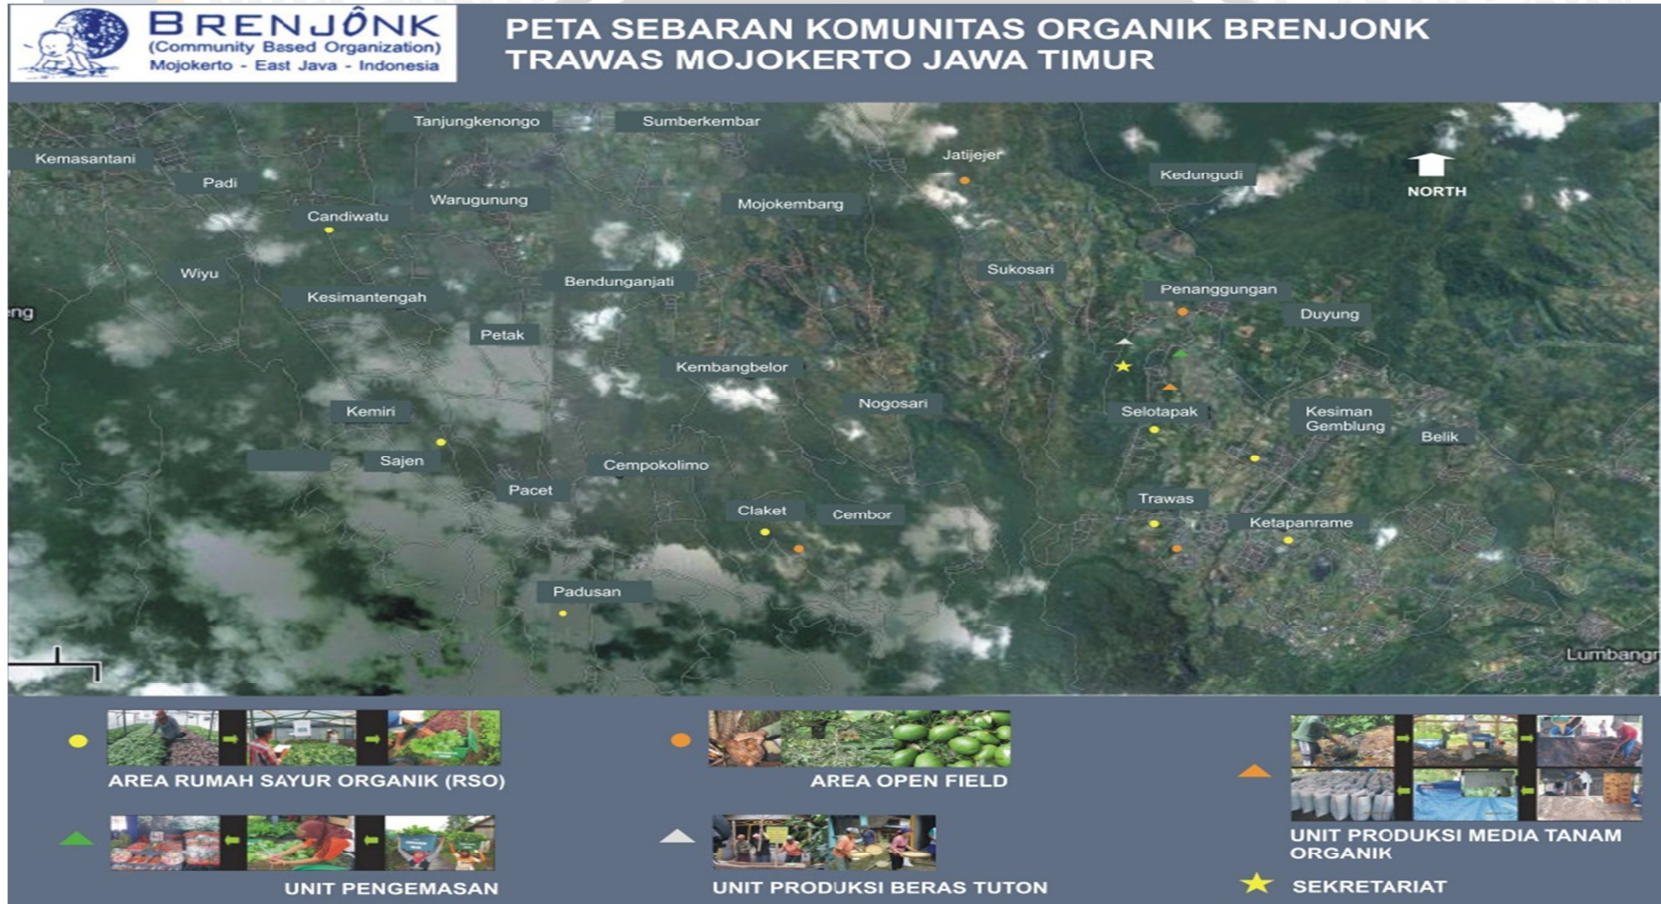 BRENJÔNK
(Community Based Organization)
Mojokerto - East Java - Indonesia
PETA SEBARAN KOMUNITAS ORGANIK BRENJONK
TRAWAS MOJOKERTO JAWA TIMUR
Tanjungkenongo
Sumberkembar
Kemasantani
Jatijejer
Padi
Kedungudi
NORTH
Warugunung
Mojokembang
Candiwatu
Wiyu
Sukosari
Bendunganjati
Kesimantengah
Penanggungan
ng
Duyung
Petak
Kembangbelor
Nogosari
Kemiri
Selotapak
Kesiman
Gemblung
Belik
Sajen
Cempokolimo
Pacet
Trawas
Claket
Cembor
Ketapanrame
Padusan
Lumbangr
AREA RUMAH SAYUR ORGANIK (RSO)
AREA OPEN FIELD
UNIT PRODUKSI MEDIA TANAM
ORGANIK
UNIT PENGEMASAN
UNIT PRODUKSI BERAS TUTON
SEKRETARIAT